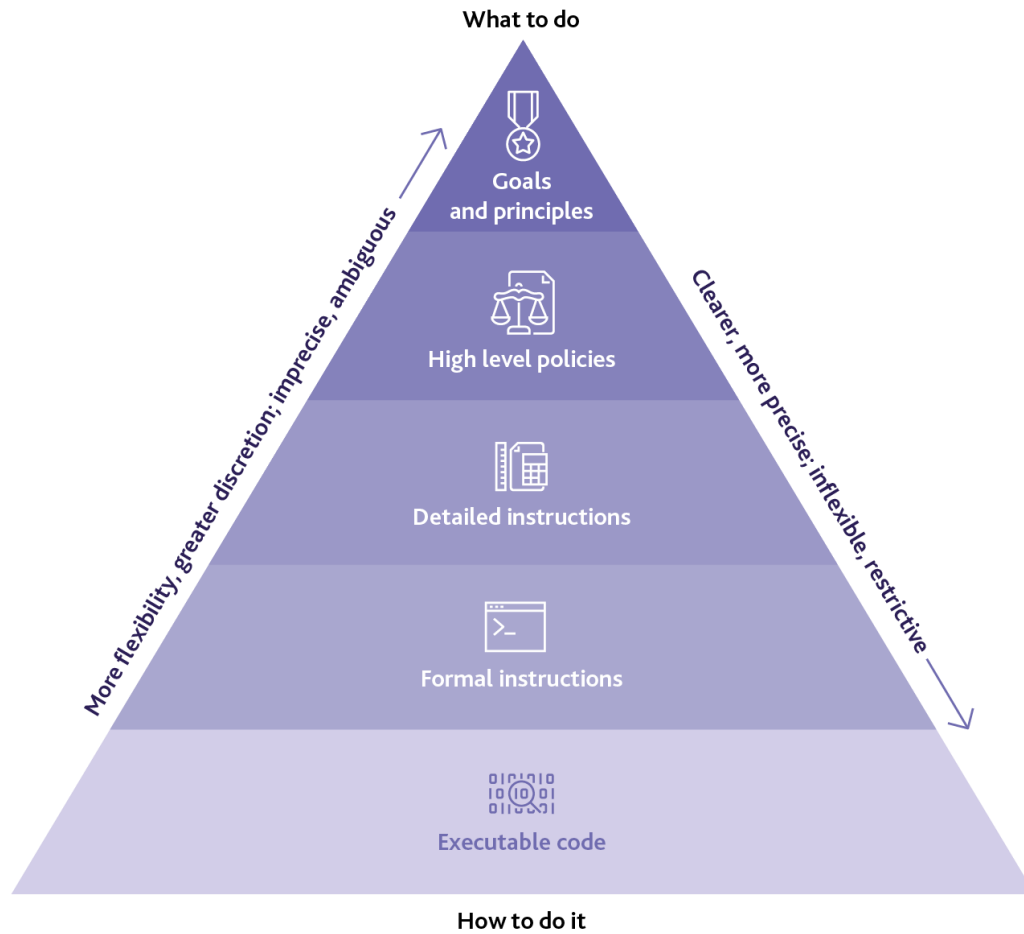 What to do
Goals
and principles
More flexibility, greater discretion; imprecise, ambiguous
Clearer, more precise; inflexible, restrictive
High level policies
Detailed instructions
Formal instructions
Executable code
How to do it